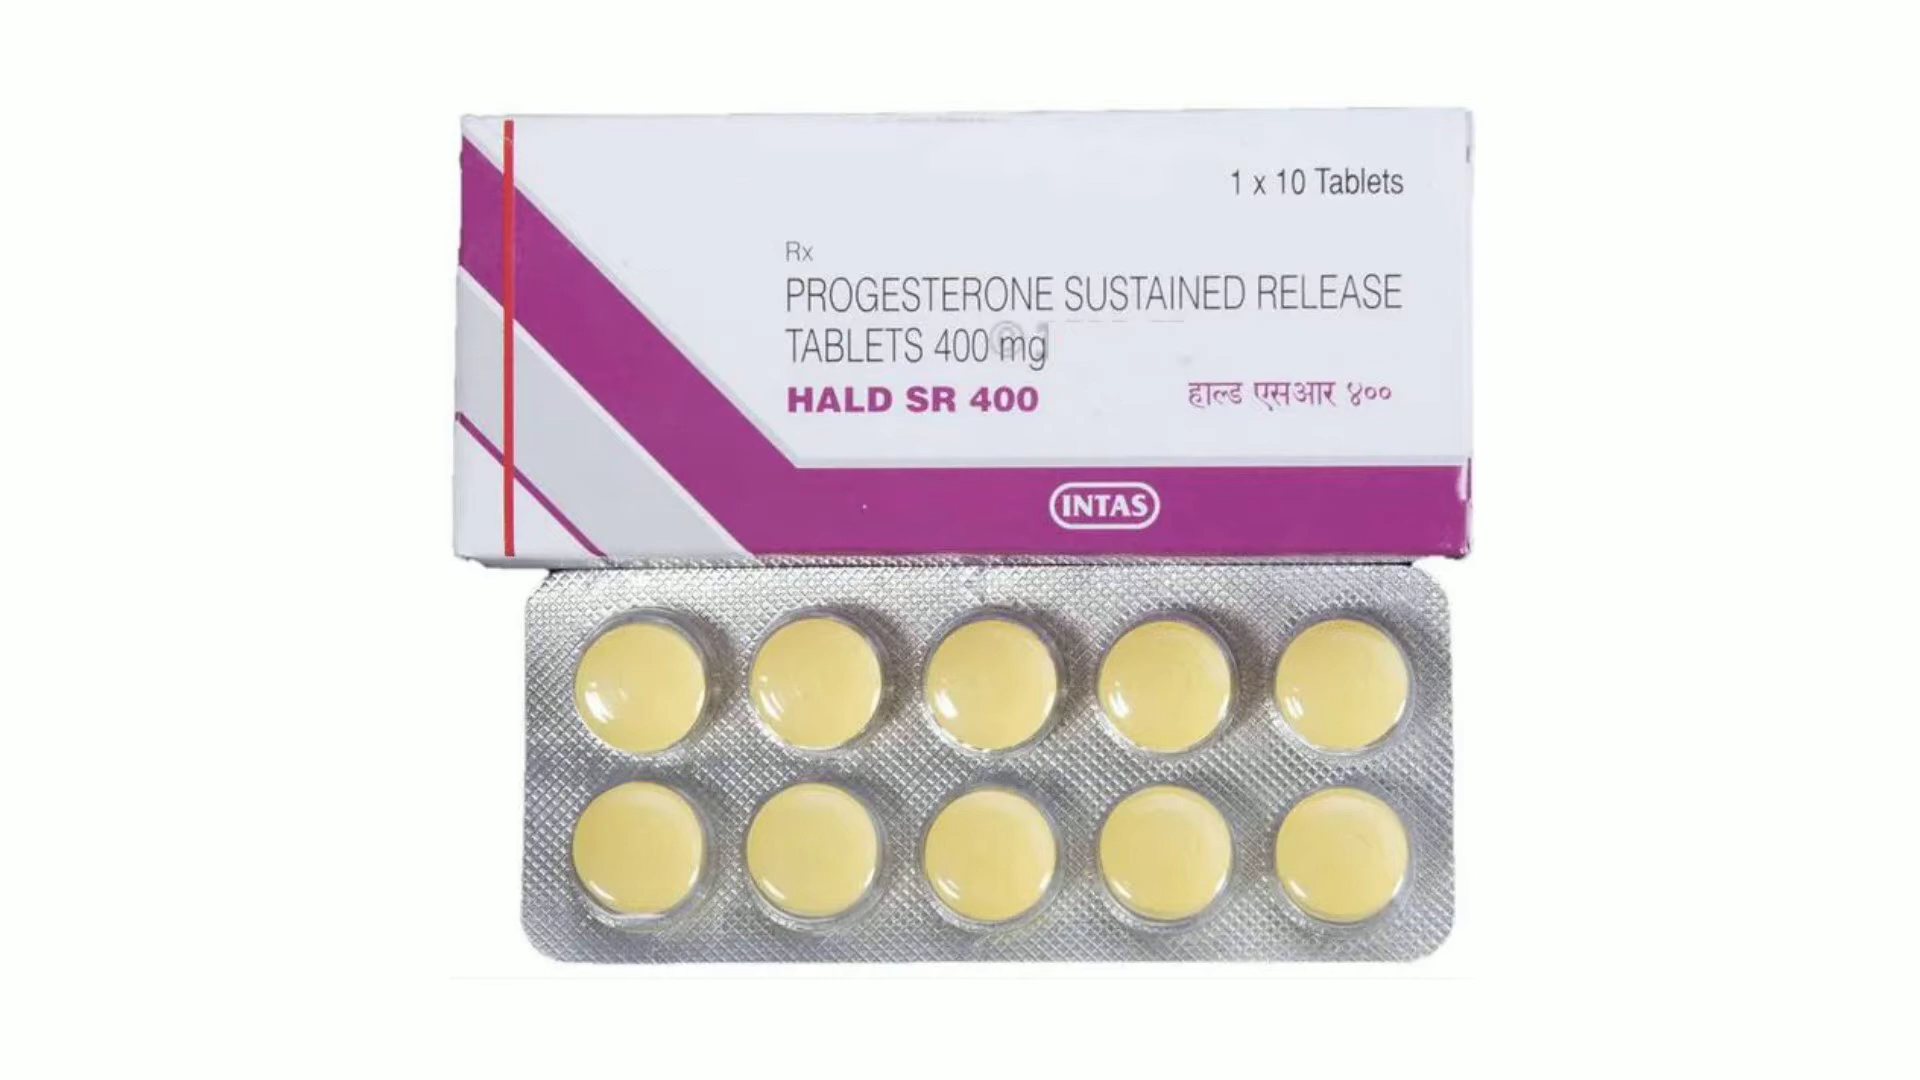 1 x 10 Tablets
Rx
PROGESTERONE SUSTAINED RELEASE
TABLETS 400 mg
HALD SR 400
हाल्ड एसआर ४००
INTAS